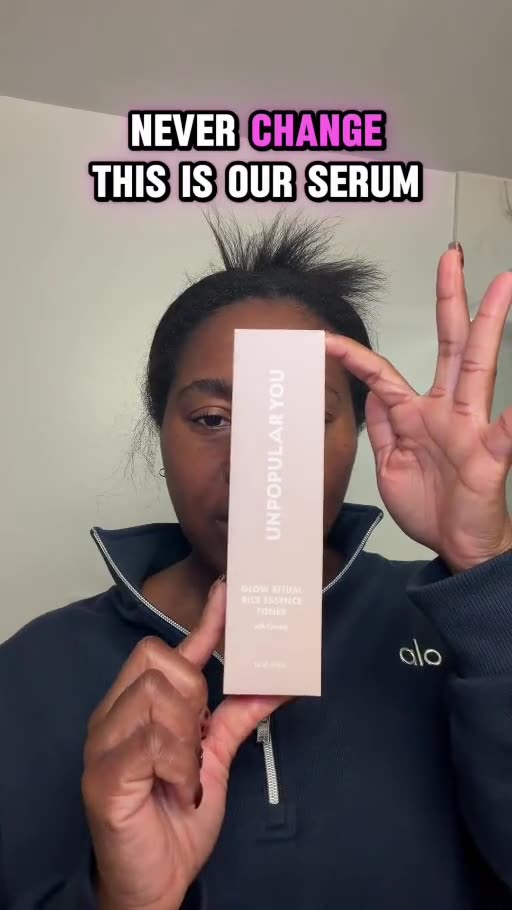 NEVER CHANGE
THIS IS OUR SERUM
UNPOPULAR YOU
GLOW RITUAL
RICE ESSENCE
TONER
alo